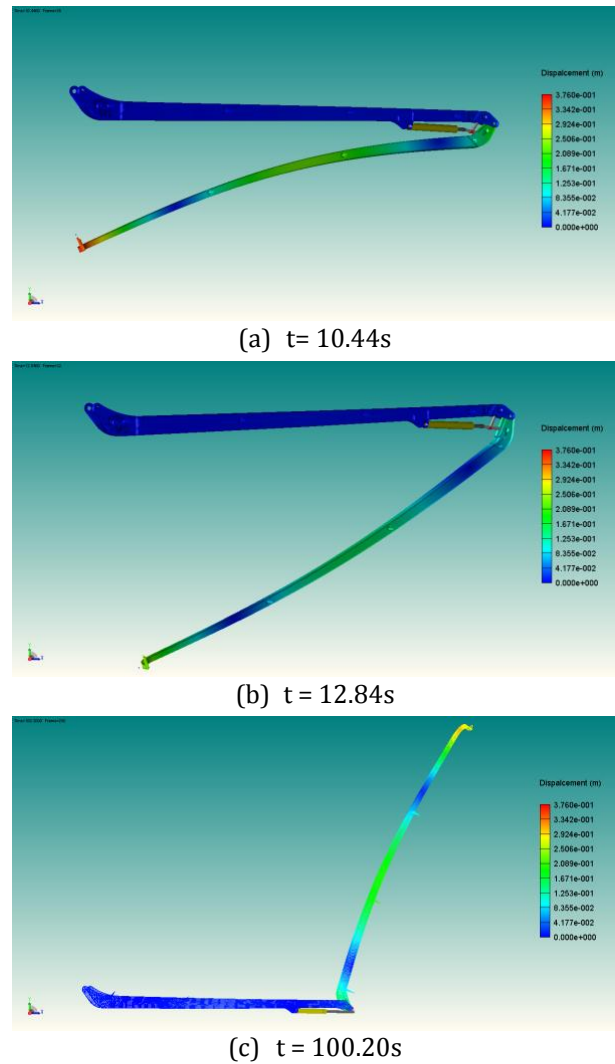 Dispalcement (m)
3.760e-001
3.342e-001
2.924e-001
2.506e-001
2.089e-001
1.671e-001
1.253e-001
8.355e-002
4.177e-002
0.000e+000
(a) t= 10.44s
Dispalcement (m)
3.760e-001
3.342e-001
2.924e-001
2.506e-001
2.089e-001
1.671e-001
1.253e-001
8.355e-002
4.177e-002
0.000e+000
(b) t = 12.84s
Dispalcement (m)
3.760e-001
3.342e-001
2.924e-001
2.506e-001
2.089e-001
1.671e-001
1.253e-001
8.355e-002
4.177e-002
0.000e+000
(c) t = 100.20s